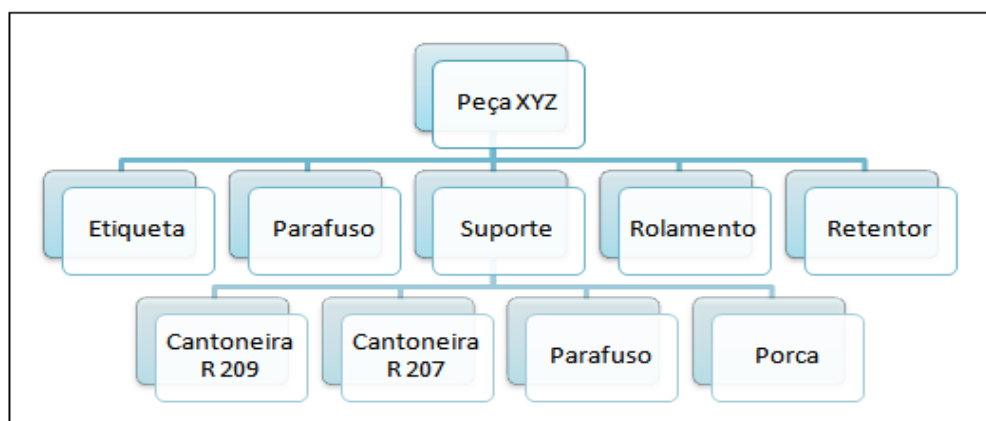 Peça XYZ
Etiqueta
Parafuso
Suporte
Rolamento
Retentor
Cantoneira
R 209
Cantoneira
R 207
Parafuso
Porca